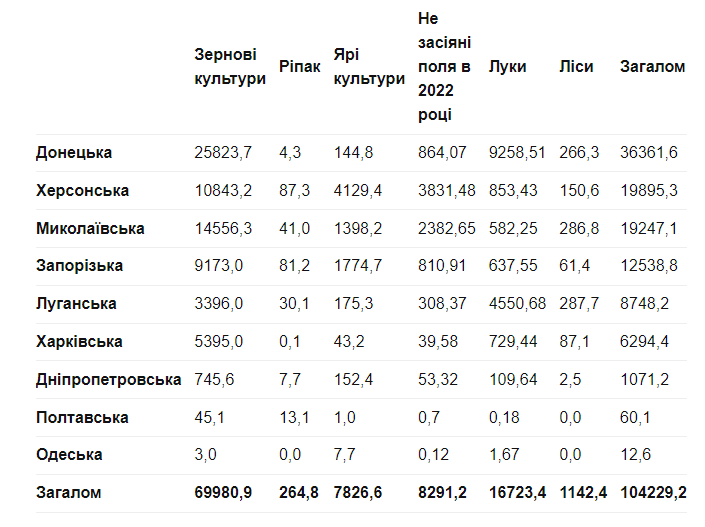 Зернові культури Ріпак Ярі культури Не засіяні поля в 2022 році Луки Ліси Загалом
Донецька 25823,7 4,3 144,8 864,07 9258,51 266,3 36361,6
Херсонська 10843,2 87,3 4129,4 3831,48 853,43 150,6 19895,3
Миколаївська 14556,3 41,0 1398,2 2382,65 582,25 286,8 19247,1
Запорізька 9173,0 81,2 1774,7 810,91 637,55 61,4 12538,8
Луганська 3396,0 30,1 175,3 308,37 4550,68 287,7 8748,2
Харківська 5395,0 0,1 43,2 39,58 729,44 87,1 6294,4
Дніпропетровська 745,6 7,7 152,4 53,32 109,64 2,5 1071,2
Полтавська 45,1 13,1 1,0 0,7 0,18 0,0 60,1
Одеська 3,0 0,0 7,7 0,12 1,67 0,0 12,6
Загалом 69980,9 264,8 7826,6 8291,2 16723,4 1142,4 104229,2